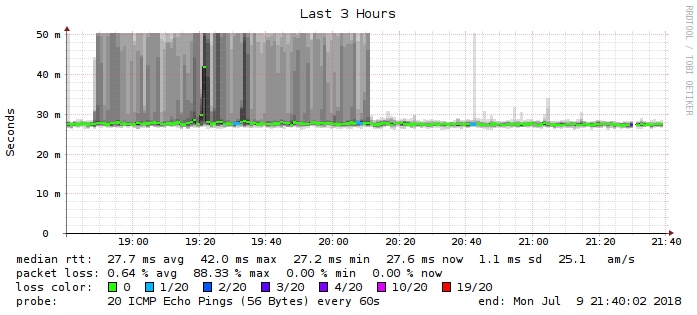 Last 3 Hours
RRDTOOL / TOBI OETIKER
Seconds
50 m
40 m
30 m
20 m
10 m
0
19:00 19:20 19:40 20:00 20:20 20:40 21:00 21:20 21:40
median rtt: 27.7 ms avg 42.0 ms max 27.2 ms min 27.6 ms now 1.1 ms sd 25.1 am/s
packet loss: 0.64 % avg 88.33 % max 0.00 % min 0.00 % now
loss color: 0 1/20 2/20 3/20 4/20 10/20 19/20
probe: 20 ICMP Echo Pings (56 Bytes) every 60s end: Mon Jul 9 21:40:02 2018